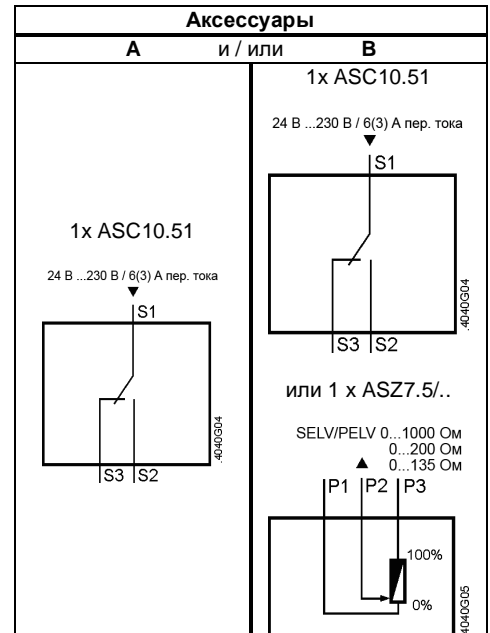 Аксессуары
A и / или B
1x ASC10.51
24 В ...230 В / 6(3) А пер. тока
S1
S3 S2
.4040G04
1x ASC10.51
24 В ...230 В / 6(3) А пер. тока
S1
S3 S2
.4040G04
или 1 x ASZ7.5/..
SELV/PELV 0...1000 Ом
0...200 Ом
0...135 Ом
P1 P2 P3
100%
0%
4040G05